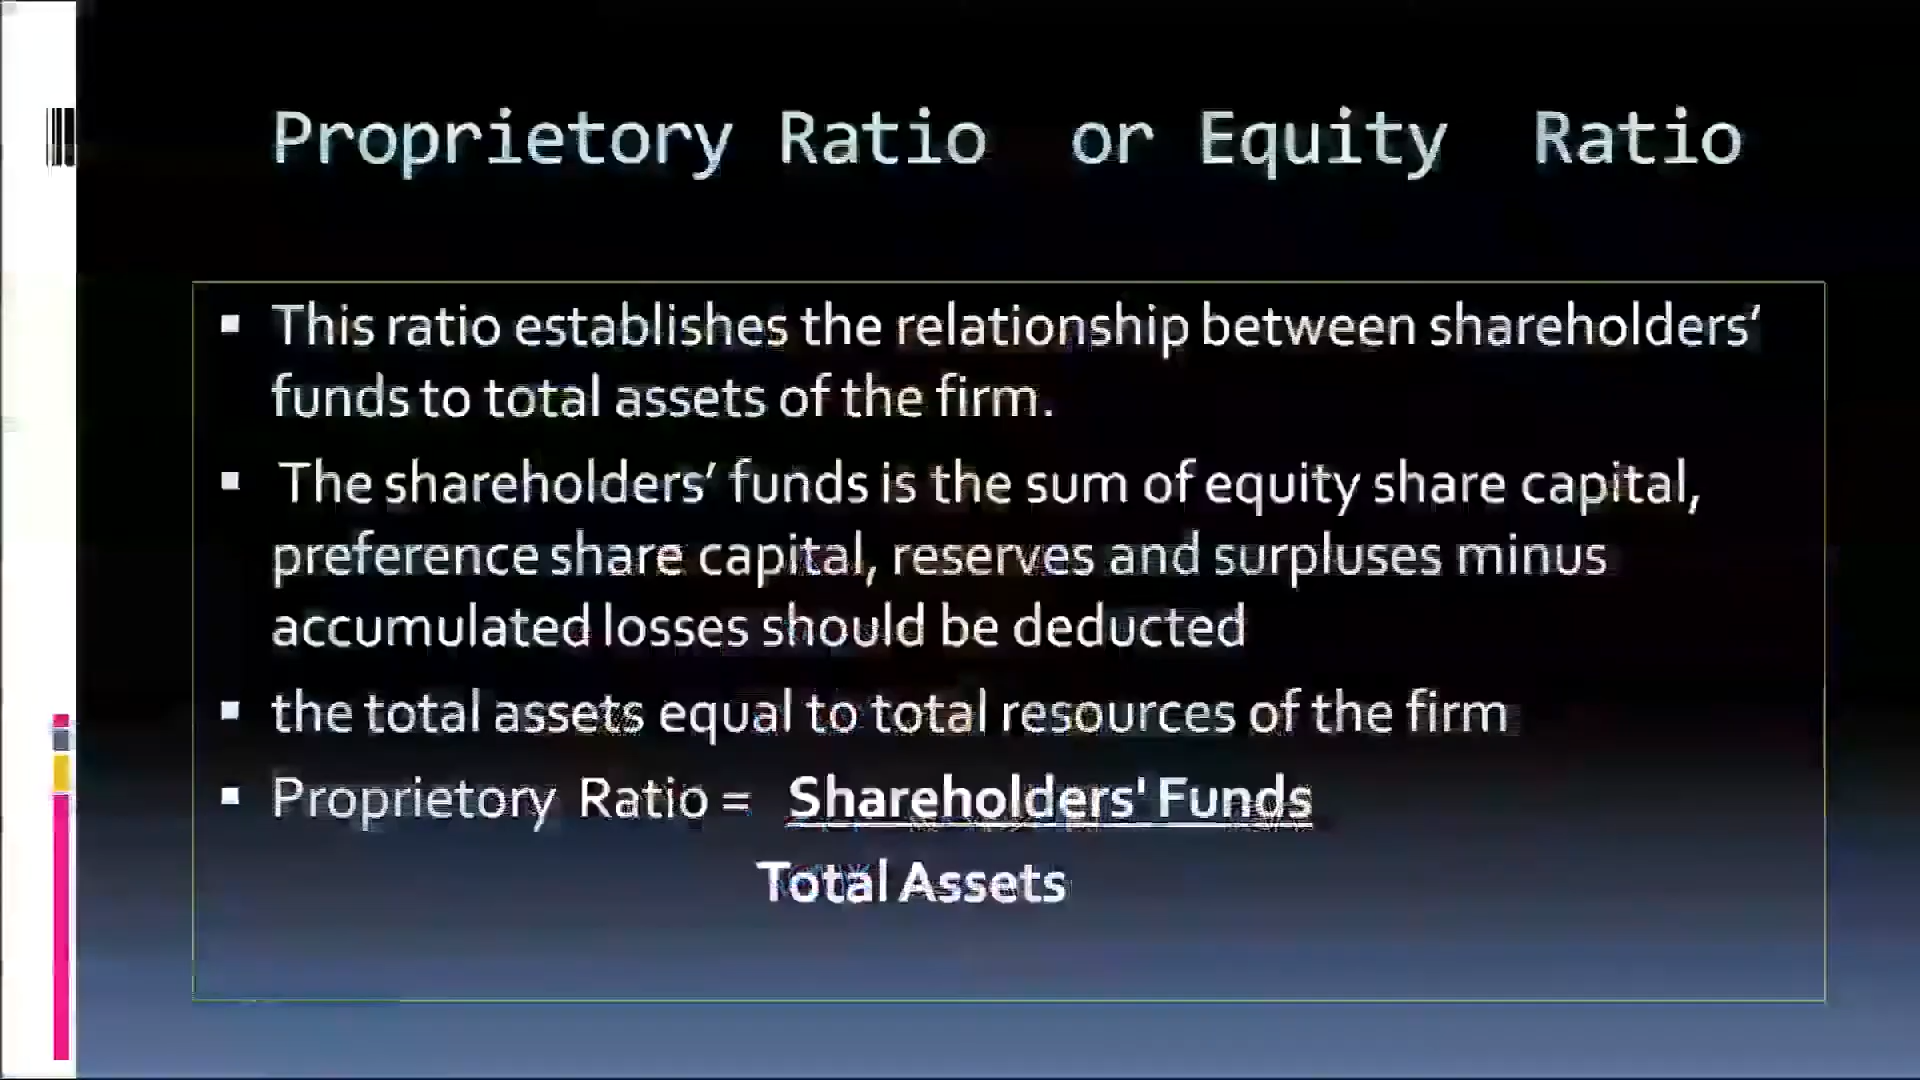 Proprietory Ratio or Equity Ratio
This ratio establishes the relationship between shareholders’
funds to total assets of the firm.
The shareholders’ funds is the sum of equity share capital,
preference share capital, reserves and surpluses minus
accumulated losses should be deducted
the total assets equal to total resources of the firm
Proprietory Ratio = Shareholders' Funds
Total Assets